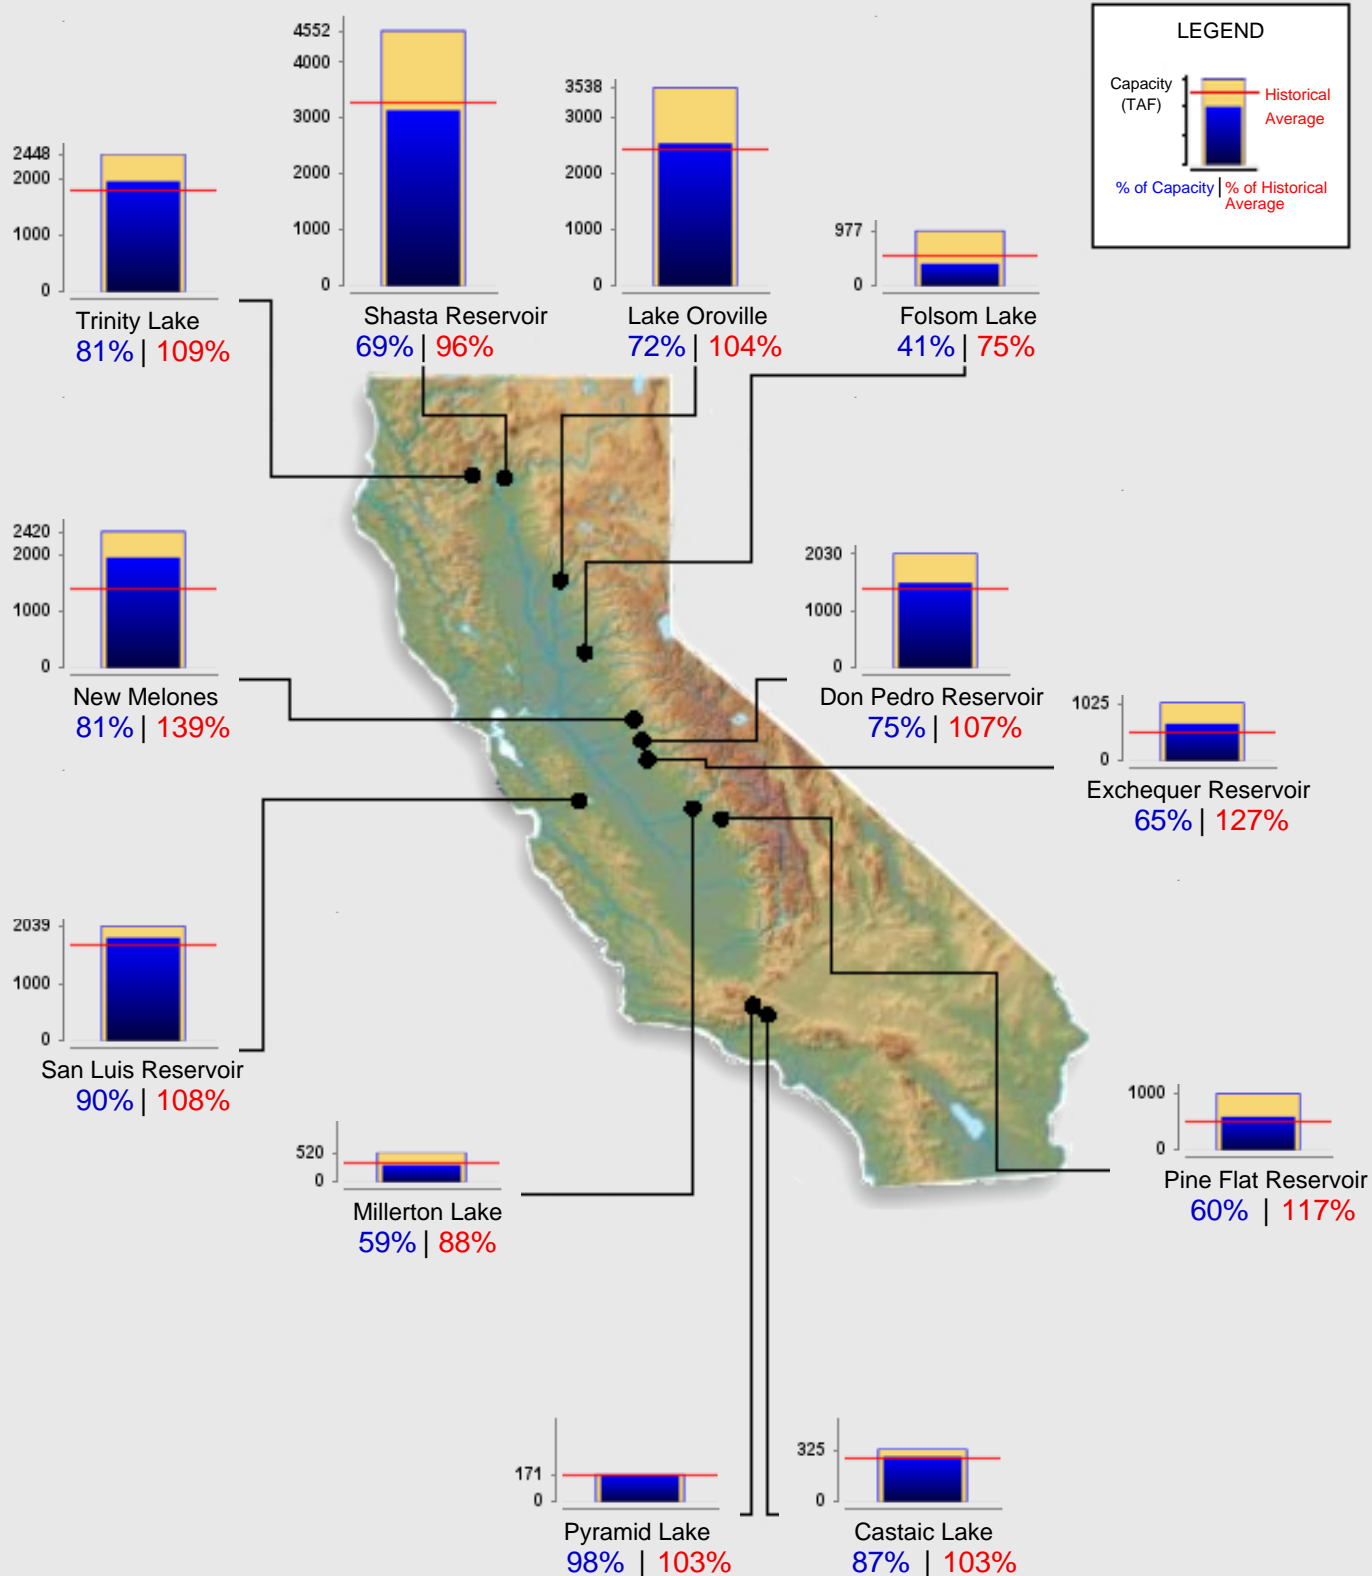 LEGEND
Capacity
(TAF)
Historical
Average
% of Capacity | % of Historical
Average
4552
4000
3000
2000
1000
0
Shasta Reservoir
69% | 96%
3538
3000
2000
1000
0
Lake Oroville
72% | 104%
977
0
Folsom Lake
41% | 75%
2448
2000
1000
0
Trinity Lake
81% | 109%
2420
2000
1000
0
New Melones
81% | 139%
2030
1000
0
Don Pedro Reservoir
75% | 107%
1025
0
Exchequer Reservoir
65% | 127%
2039
1000
0
San Luis Reservoir
90% | 108%
520
0
Millerton Lake
59% | 88%
1000
0
Pine Flat Reservoir
60% | 117%
171
0
Pyramid Lake
98% | 103%
325
0
Castaic Lake
87% | 103%